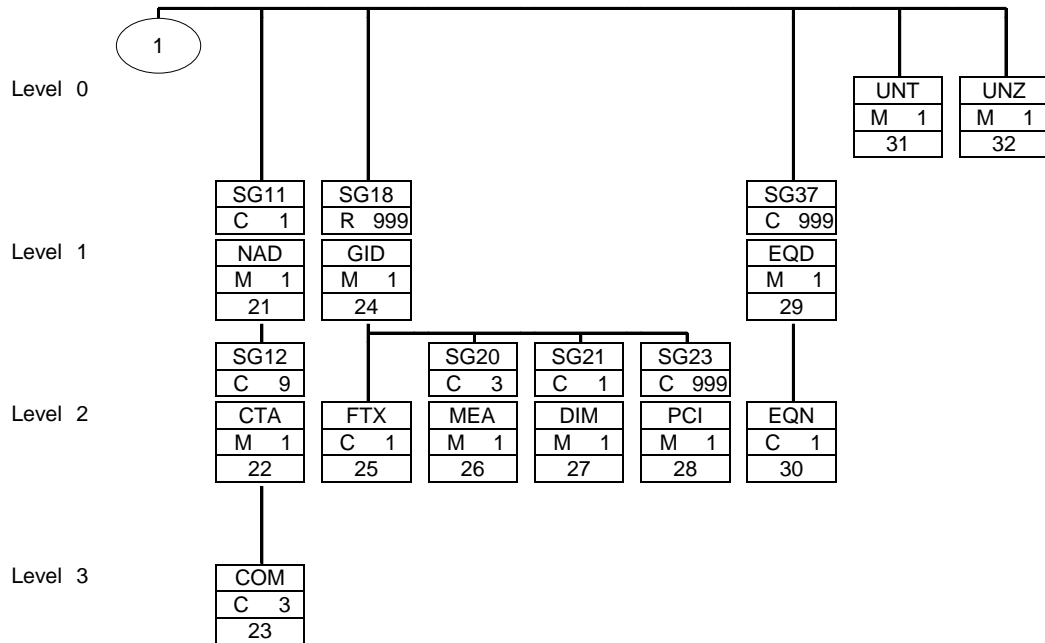 1
Level 0
UNT UNZ
M 1 M 1
31 32
SG11 SG18 SG37
C 1 R 999 C 999
Level 1
NAD GID EQD
M 1 M 1 M 1
21 24 29
SG12 SG20 SG21 SG23
C 9 C 3 C 1 C 999
Level 2
CTA FTX MEA DIM PCI EQN
M 1 C 1 M 1 M 1 M 1 C 1
22 25 26 27 28 30
Level 3
COM
C 3
23